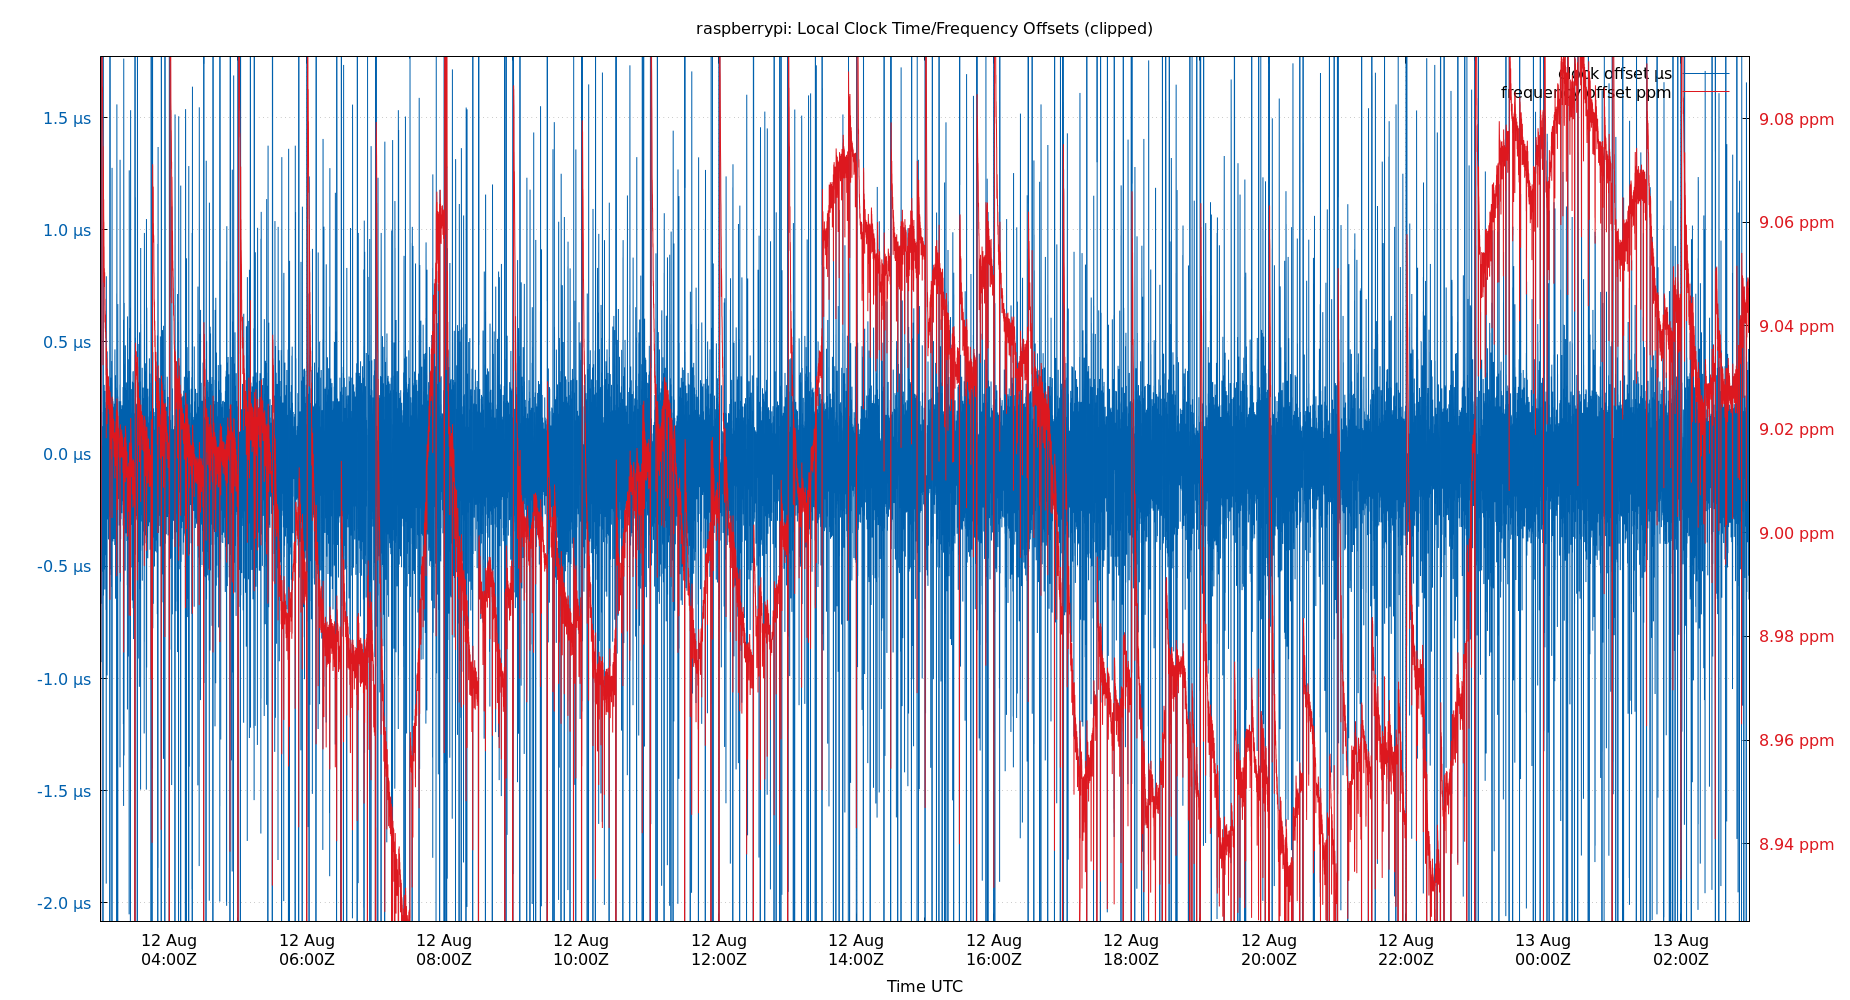 raspberrypi: Local Clock Time/Frequency Offsets (clipped)
clock offset µs
frequency offset ppm
1.5 µs
1.0 µs
0.5 µs
0.0 µs
-0.5 µs
-1.0 µs
-1.5 µs
-2.0 µs
9.08 ppm
9.06 ppm
9.04 ppm
9.02 ppm
9.00 ppm
8.98 ppm
8.96 ppm
8.94 ppm
12 Aug 12 Aug 12 Aug 12 Aug 12 Aug 12 Aug 12 Aug 12 Aug 12 Aug 12 Aug 13 Aug 13 Aug
04:00Z 06:00Z 08:00Z 10:00Z 12:00Z 14:00Z 16:00Z 18:00Z 20:00Z 22:00Z 00:00Z 02:00Z
Time UTC